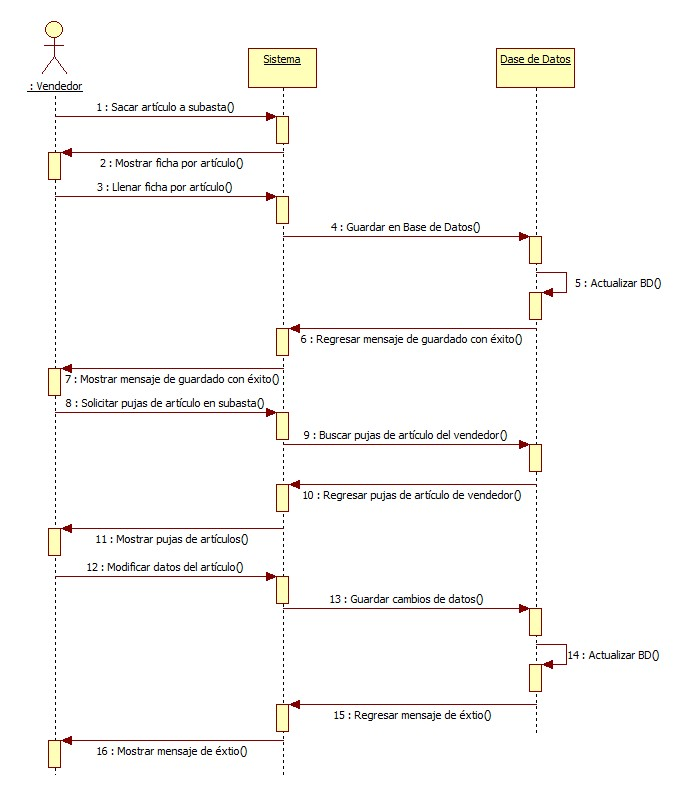 Sistema
Dase de Datos
: Vendedor
1 : Sacar artículo a subasta()
2 : Mostrar ficha por artículo()
3 : Llenar ficha por artículo()
4 : Guardar en Base de Datos()
5 : Actualizar BD()
6 : Regresar mensaje de guardado con éxito()
7 : Mostrar mensaje de guardado con éxito()
8 : Solicitar pujas de artículo en subasta()
9 : Buscar pujas de artículo del vendedor()
10 : Regresar pujas de artículo de vendedor()
11 : Mostrar pujas de artículos()
12 : Modificar datos del artículo()
13 : Guardar cambios de datos()
14 : Actualizar BD()
15 : Regresar mensaje de éxtio()
16 : Mostrar mensaje de éxtio()